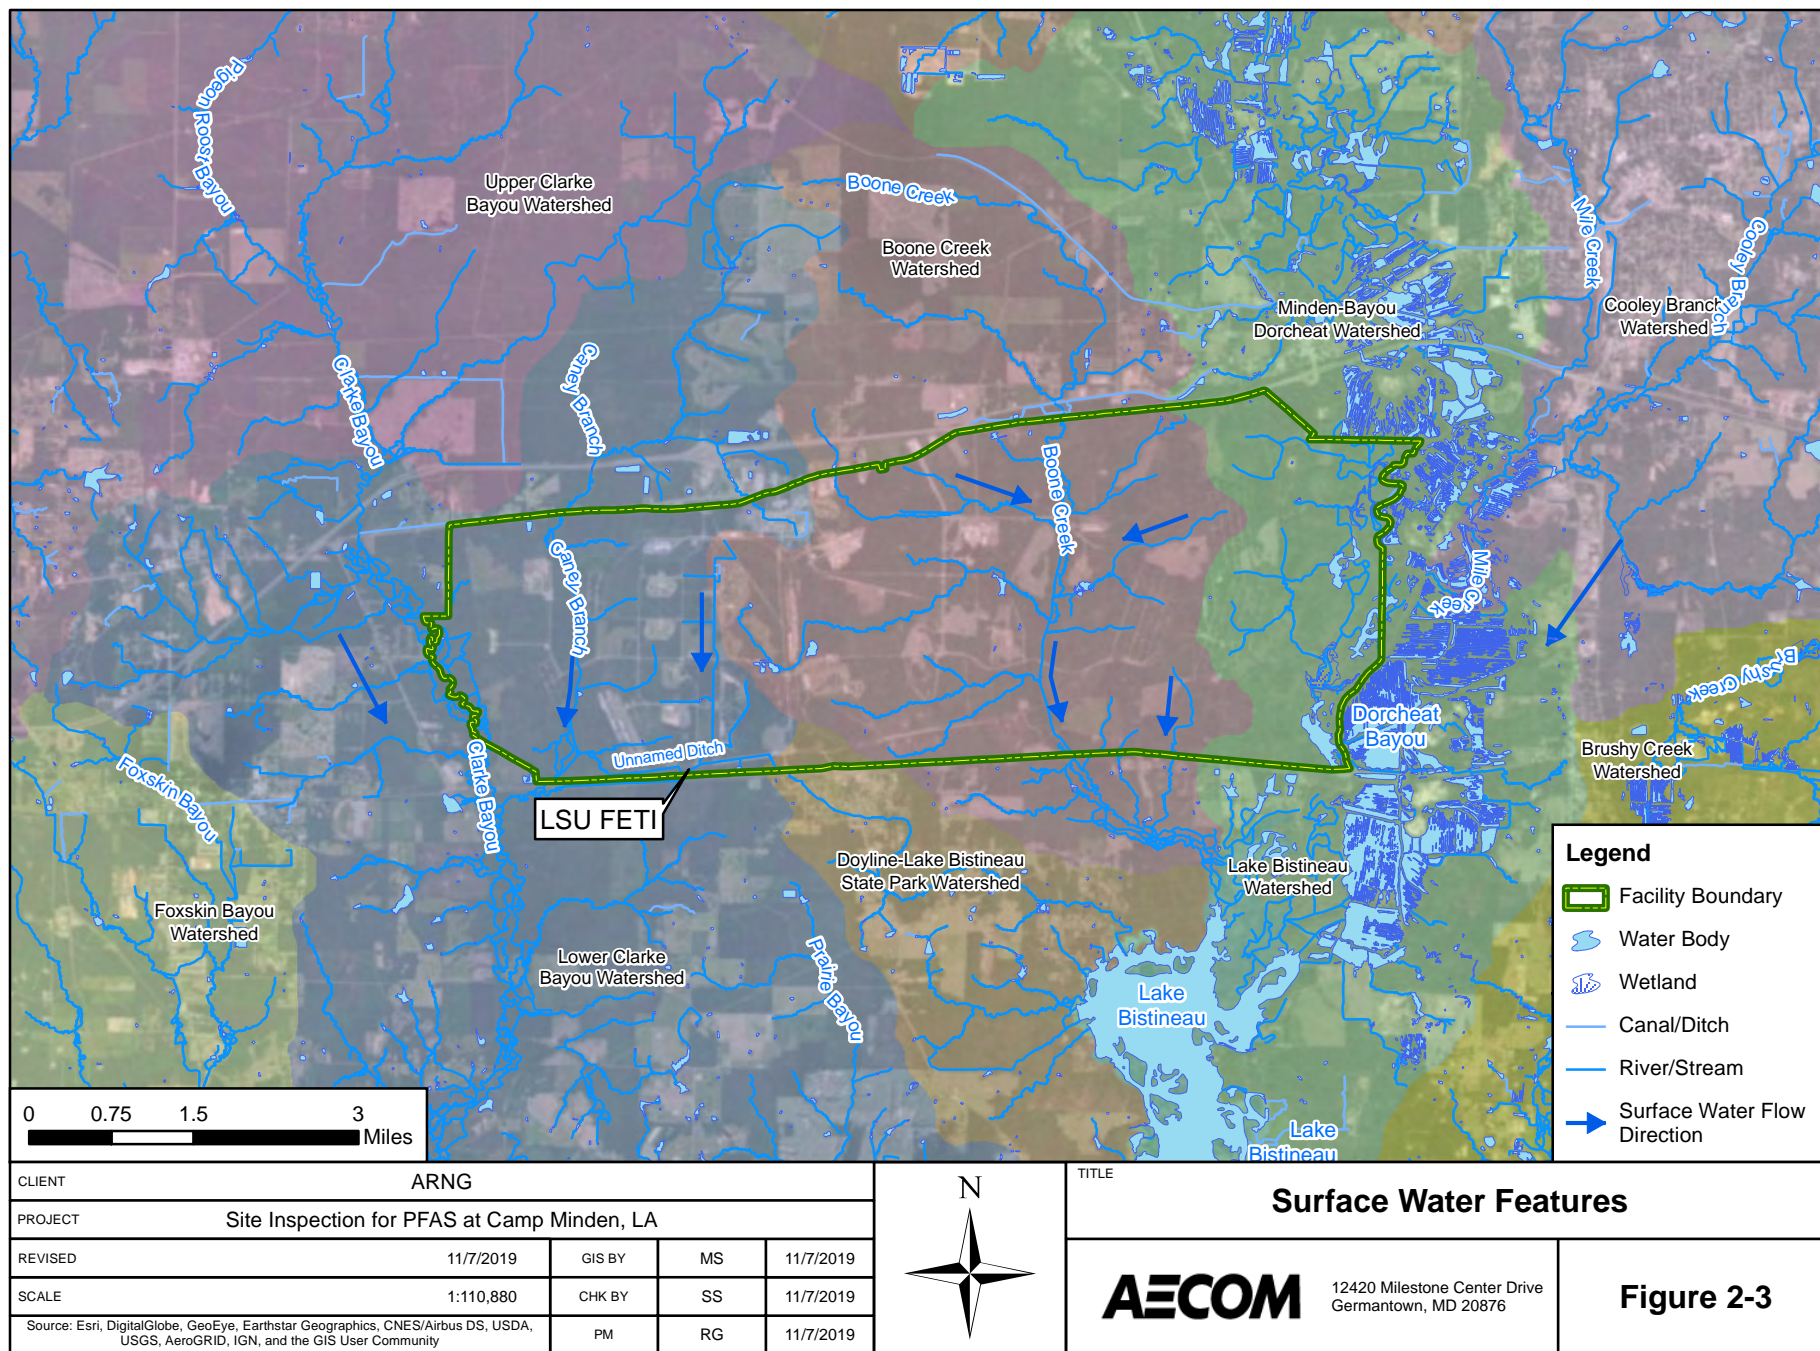 Pigeon Roost Bayou
Upper Clarke
Bayou Watershed
Boone Creek
Boone Creek
Watershed
Mile Creek
Cooley Branch
Minden-Bayou
Dorcheat Watershed
Cooley Branch
Watershed
Clarke Bayou
Caney Branch
Boone Creek
Caney Branch
Mile Creek
Creek
Brushy Creek
Dorcheat
Bayou
Brushy Creek
Watershed
Unnamed Ditch
Foxskin Bayou
Clarke Bayou
LSU FETI
Doyline-Lake Bistineau
State Park Watershed
Lake Bistineau
Watershed
Foxskin Bayou
Watershed
Lower Clarke
Bayou Watershed
Prairie Bayou
Lake
Bistineau
Lake
Bistineau
Legend
Facility Boundary
Water Body
Wetland
Canal/Ditch
River/Stream
Surface Water Flow
Direction
0 0.75 1.5 3
Miles
CLIENT ARNG
PROJECT Site Inspection for PFAS at Camp Minden, LA
REVISED 11/7/2019 GIS BY MS 11/7/2019
SCALE 1:110,880 CHK BY SS 11/7/2019
Source: Esri, DigitalGlobe, GeoEye, Earthstar Geographics, CNES/Airbus DS, USDA,
USGS, AeroGRID, IGN, and the GIS User Community
PM RG 11/7/2019
N
TITLE
Surface Water Features
AECOM
12420 Milestone Center Drive
Germantown, MD 20876
Figure 2-3